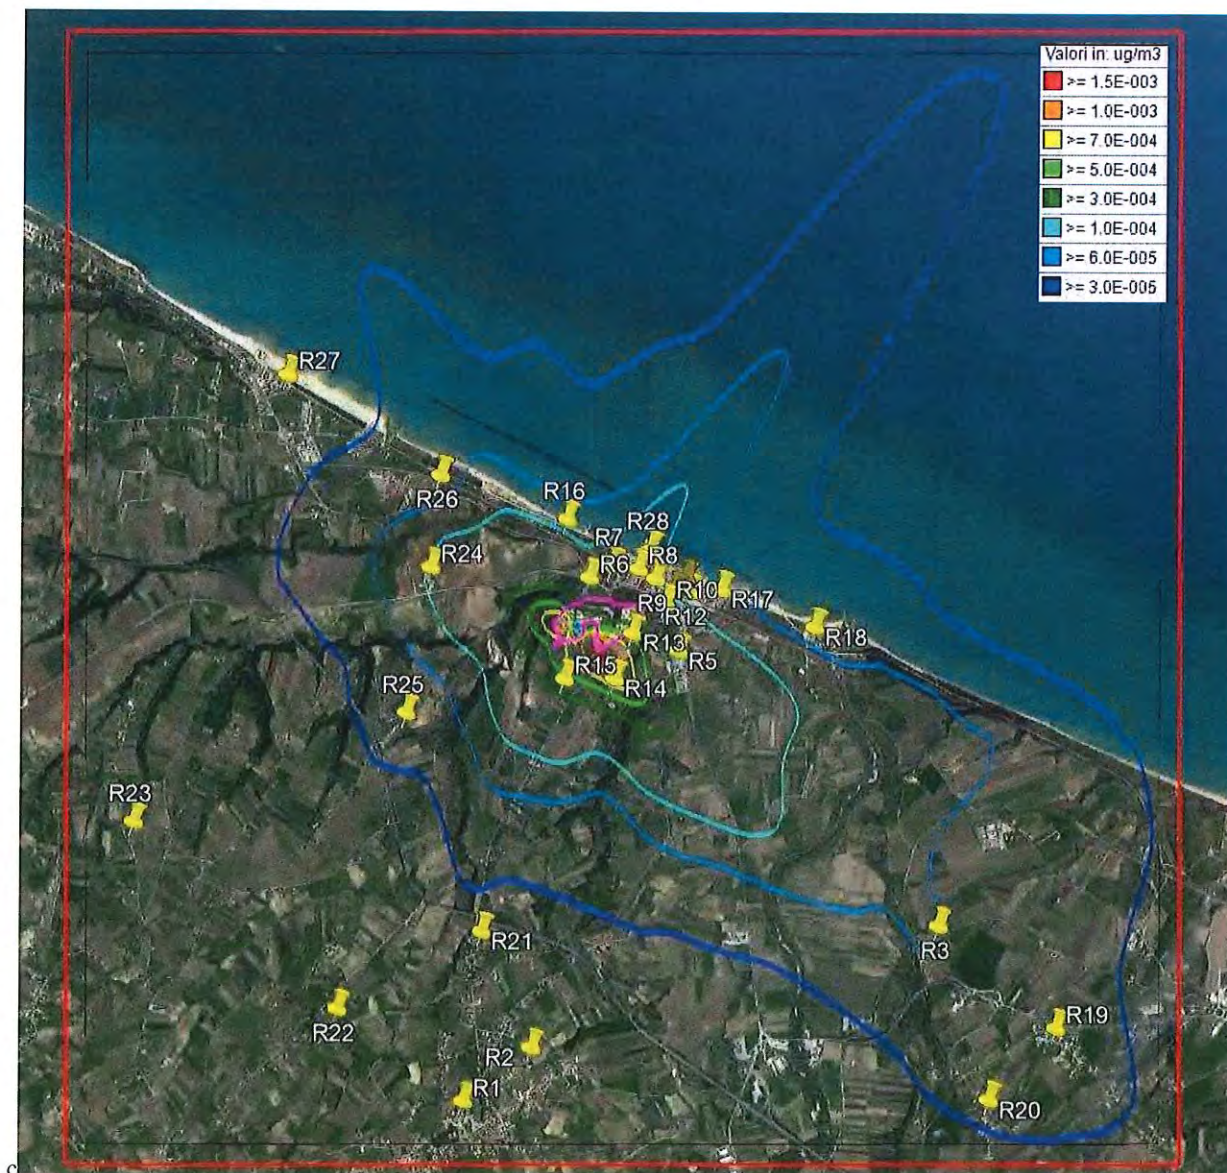 Valori in: ug/m3
>= 1.5E-003
>= 1.0E-003
>= 7.0E-004
>= 5.0E-004
>= 3.0E-004
>= 1.0E-004
>= 6.0E-005
>= 3.0E-005
R27
R26
R16
R28
R7
R8
R24
R6
R10
R17
R9
R12
R18
R13
R5
R15
R14
R25
R23
R3
R21
R19
R22
R2
R1
R20
c